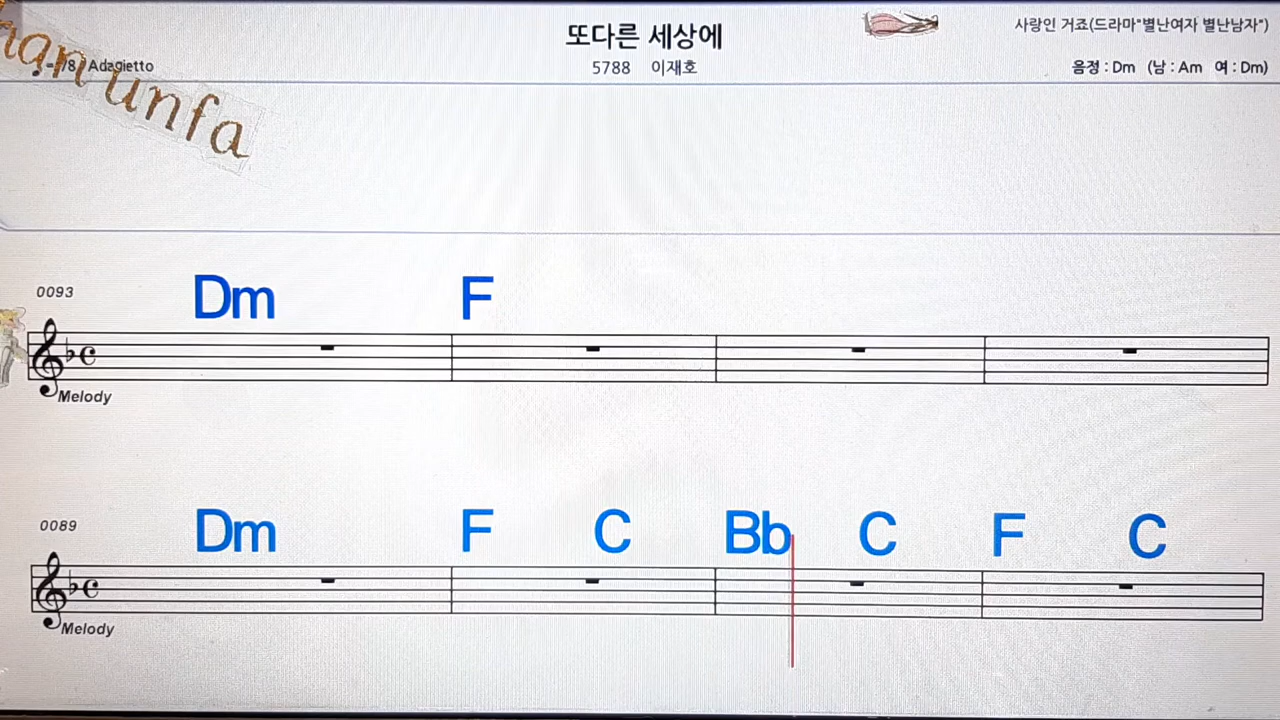 또다른 세상에
사랑인 거죠(드라마"별난여자 별난남자")
Adagietto
5788 이재호
음정 : Dm (남 : Am 여 : Dm)
unfa
0093 Dm F
Melody
0089 Dm F C Bb C F C
Melody